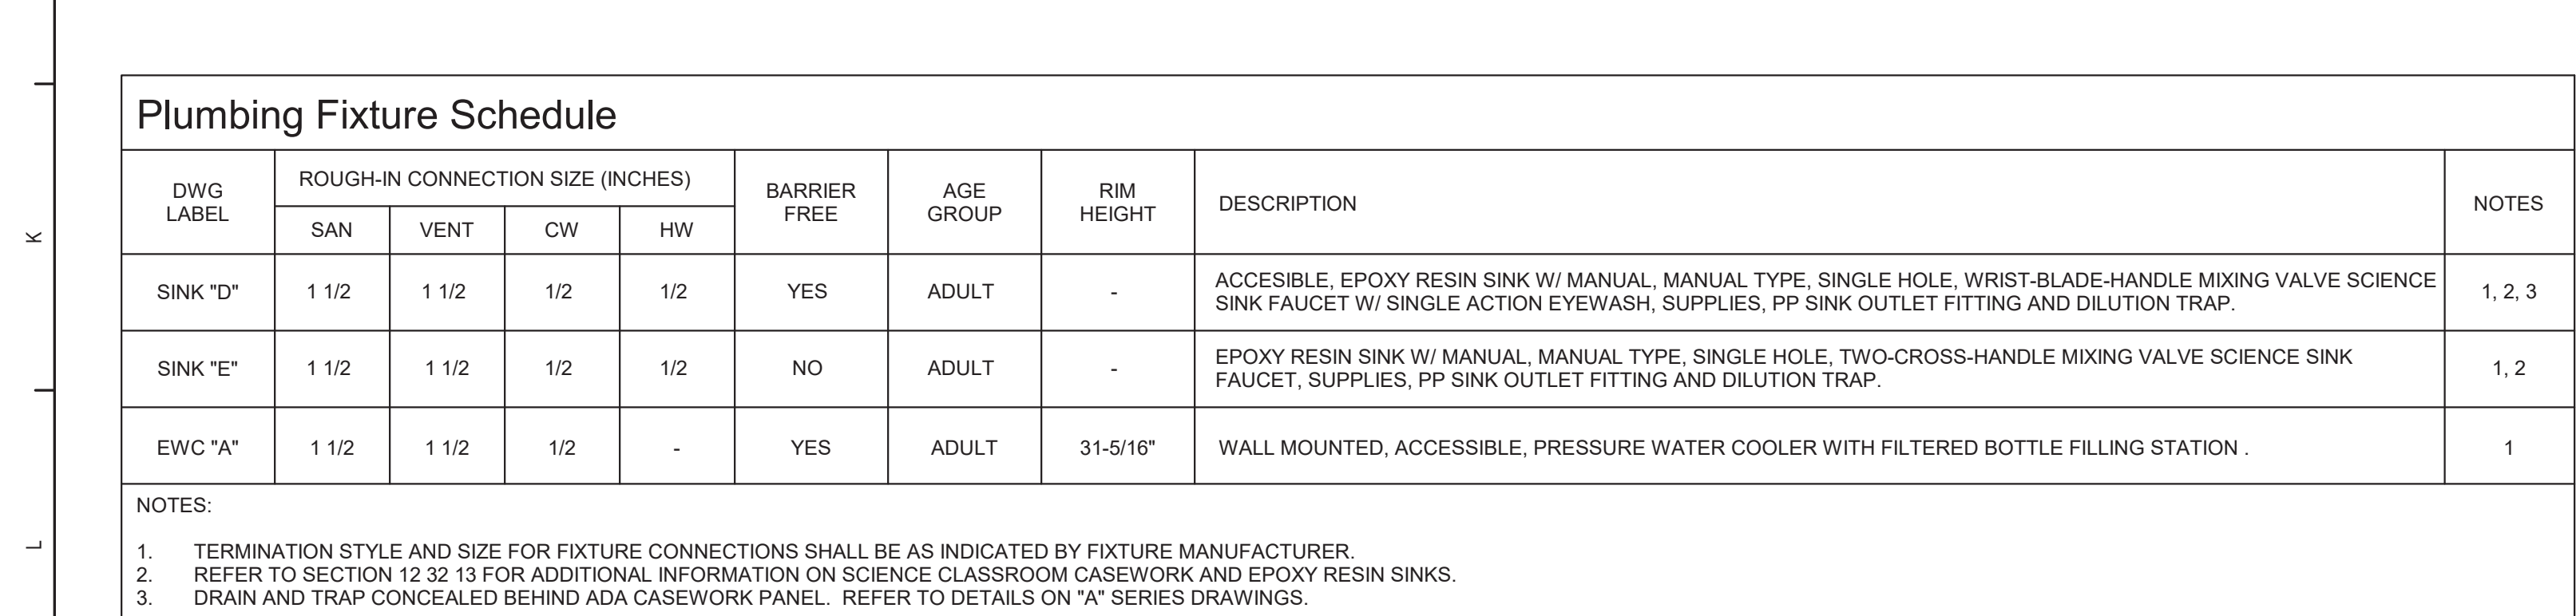 Plumbing Fixture Schedule
DWG
LABEL
ROUGH-IN CONNECTION SIZE (INCHES)
SAN
VENT
CW
HW
BARRIER
FREE
AGE
GROUP
RIM
HEIGHT
DESCRIPTION
NOTES
SINK "D"
1 1/2
1 1/2
1/2
1/2
YES
ADULT
-
ACCESIBLE, EPOXY RESIN SINK W/ MANUAL, MANUAL TYPE, SINGLE HOLE, WRIST-BLADE-HANDLE MIXING VALVE SCIENCE
SINK FAUCET W/ SINGLE ACTION EYEWASH, SUPPLIES, PP SINK OUTLET FITTING AND DILUTION TRAP.
1, 2, 3
SINK "E"
1 1/2
1 1/2
1/2
1/2
NO
ADULT
-
EPOXY RESIN SINK W/ MANUAL, MANUAL TYPE, SINGLE HOLE, TWO-CROSS-HANDLE MIXING VALVE SCIENCE SINK
FAUCET, SUPPLIES, PP SINK OUTLET FITTING AND DILUTION TRAP.
1, 2
EWC "A"
1 1/2
1 1/2
1/2
-
YES
ADULT
31-5/16"
WALL MOUNTED, ACCESSIBLE, PRESSURE WATER COOLER WITH FILTERED BOTTLE FILLING STATION .
1
NOTES:
1. TERMINATION STYLE AND SIZE FOR FIXTURE CONNECTIONS SHALL BE AS INDICATED BY FIXTURE MANUFACTURER.
2. REFER TO SECTION 12 32 13 FOR ADDITIONAL INFORMATION ON SCIENCE CLASSROOM CASEWORK AND EPOXY RESIN SINKS.
3. DRAIN AND TRAP CONCEALED BEHIND ADA CASEWORK PANEL. REFER TO DETAILS ON "A" SERIES DRAWINGS.
K
L